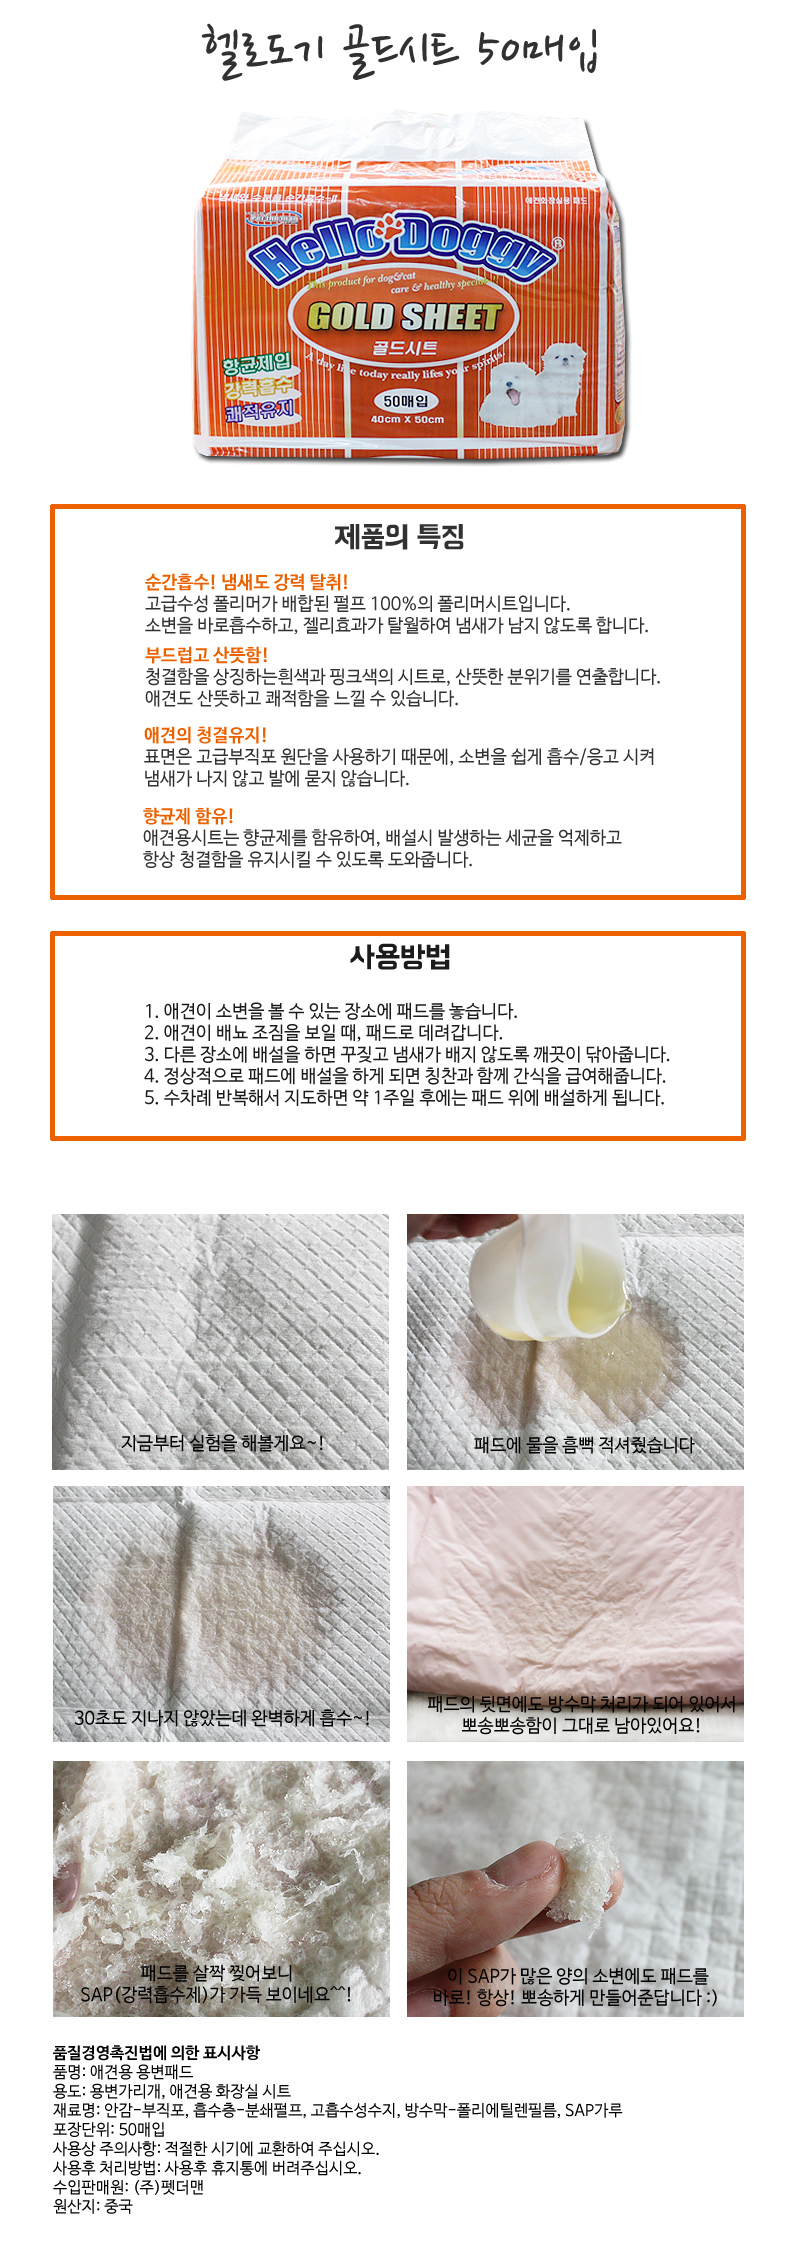 헬로도기 골드시트 50매입
애견화장실용 패드
Hello Doggy®
This product for dog&cat
care & healthy
GOLD SHEET
골드시트
A day like today really lifes your spirits.
향균제입
강력흡수
쾌적유지
50매입
40cm X 50cm
제품의 특징
순간흡수! 냄새도 강력 탈취!
고급수성 폴리머가 배합된 펄프 100%의 폴리머시트입니다.
소변을 바로흡수하고, 젤리효과가 탈월하여 냄새가 남지 않도록 합니다.
부드럽고 산뜻함!
청결함을 상징하는흰색과 핑크색의 시트로, 산뜻한 분위기를 연출합니다.
애견도 산뜻하고 쾌적함을 느낄 수 있습니다.
애견의 청결유지!
표면은 고급부직포 원단을 사용하기 때문에, 소변을 쉽게 흡수/응고 시켜
냄새가 나지 않고 발에 묻지 않습니다.
향균제 함유!
애견용시트는 향균제를 함유하여, 배설시 발생하는 세균을 억제하고
항상 청결함을 유지시킬 수 있도록 도와줍니다.
사용방법
1. 애견이 소변을 볼 수 있는 장소에 패드를 놓습니다.
2. 애견이 배뇨 조짐을 보일 때, 패드로 데려갑니다.
3. 다른 장소에 배설을 하면 꾸짖고 냄새가 배지 않도록 깨끗이 닦아줍니다.
4. 정상적으로 패드에 배설을 하게 되면 칭찬과 함께 간식을 급여해줍니다.
5. 수차례 반복해서 지도하면 약 1주일 후에는 패드 위에 배설하게 됩니다.
지금부터 실험을 해볼게요~!
패드에 물을 흠뻑 적셔줬습니다
30초도 지나지 않았는데 완벽하게 흡수~!
패드의 뒷면에도 방수막 처리가 되어 있어서
뽀송뽀송함이 그대로 남아있어요!
패드를 살짝 찢어보니
SAP(강력흡수제)가 가득 보이네요^^!
이 SAP가 많은 양의 소변에도 패드를
바로! 항상! 뽀송하게 만들어준답니다 :)
품질경영촉진법에 의한 표시사항
품명: 애견용 용변패드
용도: 용변가리개, 애견용 화장실 시트
재료명: 안감-부직포, 흡수층-분쇄펄프, 고흡수성수지, 방수막-폴리에틸렌필름, SAP가루
포장단위: 50매입
사용상 주의사항: 적절한 시기에 교환하여 주십시오.
사용후 처리방법: 사용후 휴지통에 버려주십시오.
수입판매원: (주)펫더맨
원산지: 중국